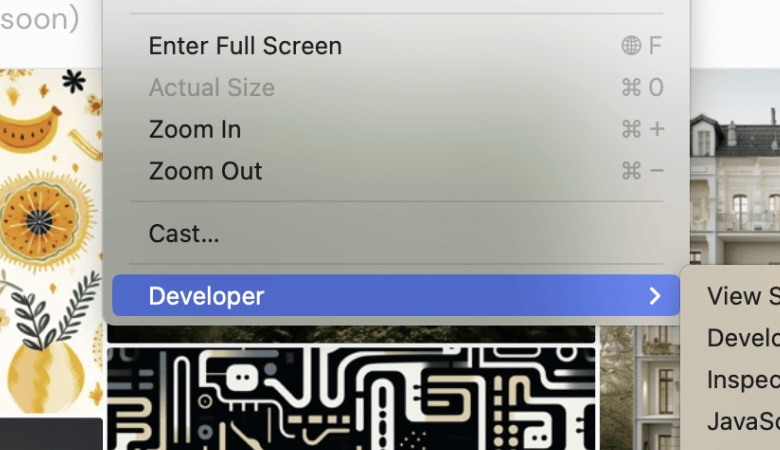 soon)
Enter Full Screen 🌐 F
Actual Size ⌘ 0
Zoom In ⌘ +
Zoom Out ⌘ −
Cast...
Developer >
View S
Develo
Inspec
JavaSc